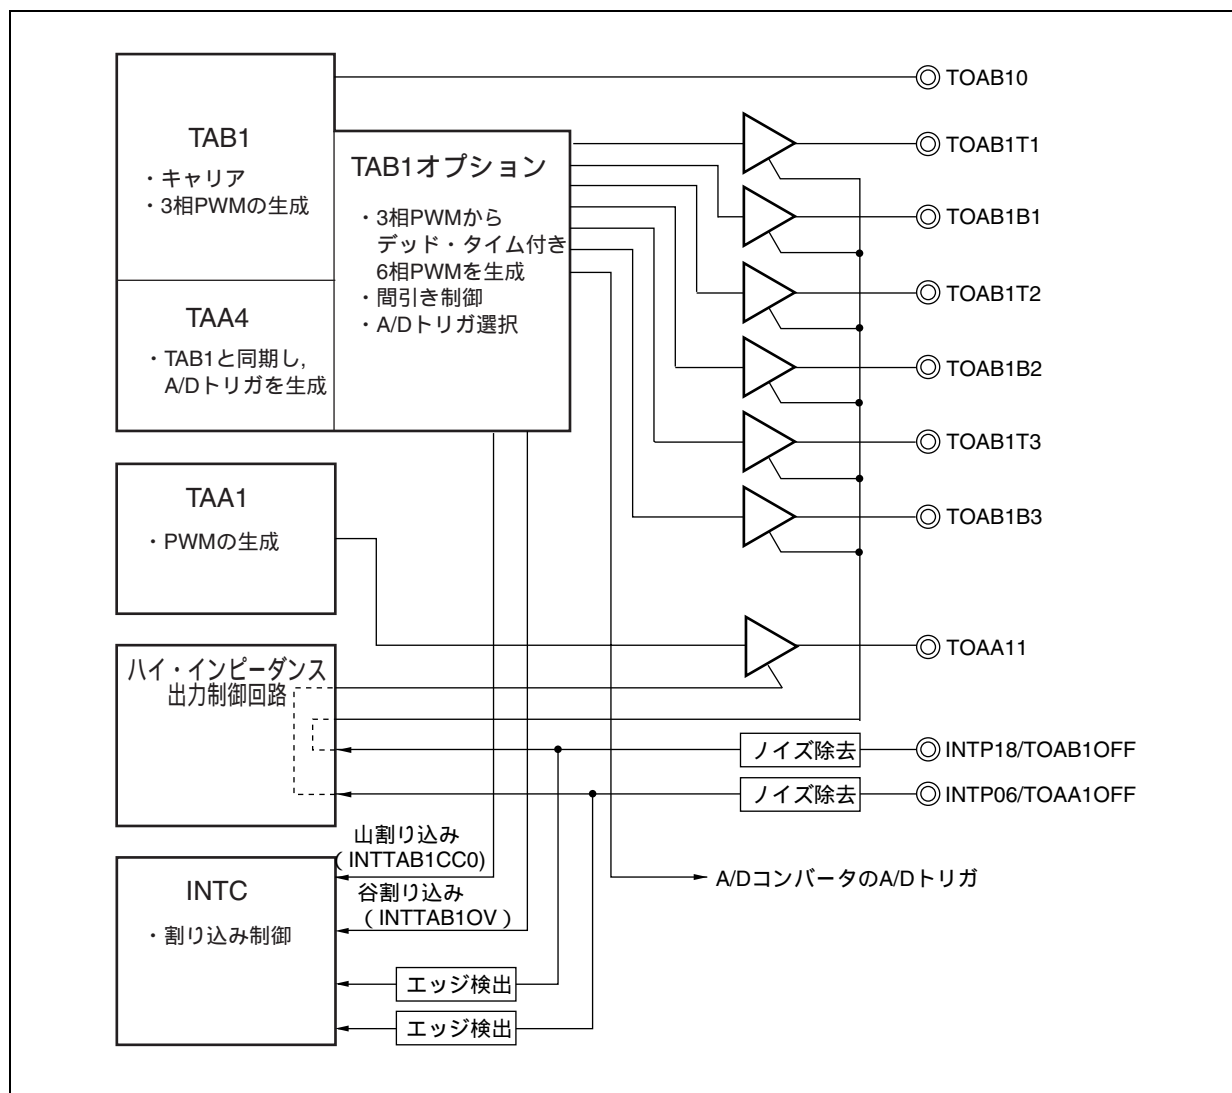 TAB1
・キャリア
・3相PWMの生成
TAA4
・TAB1と同期し,
A/Dトリガを生成
TAB1オプション
・3相PWMから
デッド・タイム付き
6相PWMを生成
・間引き制御
・A/Dトリガ選択
TOAB10
TOAB1T1
TOAB1B1
TOAB1T2
TOAB1B2
TOAB1T3
TOAB1B3
TAA1
・PWMの生成
TOAA11
ハイ・インピーダンス
出力制御回路
ノイズ除去
INTP18/TOAB1OFF
ノイズ除去
INTP06/TOAA1OFF
山割り込み
(INTTAB1CC0)
谷割り込み
(INTTAB1OV)
A/DコンバータのA/Dトリガ
INTC
・割り込み制御
エッジ検出
エッジ検出